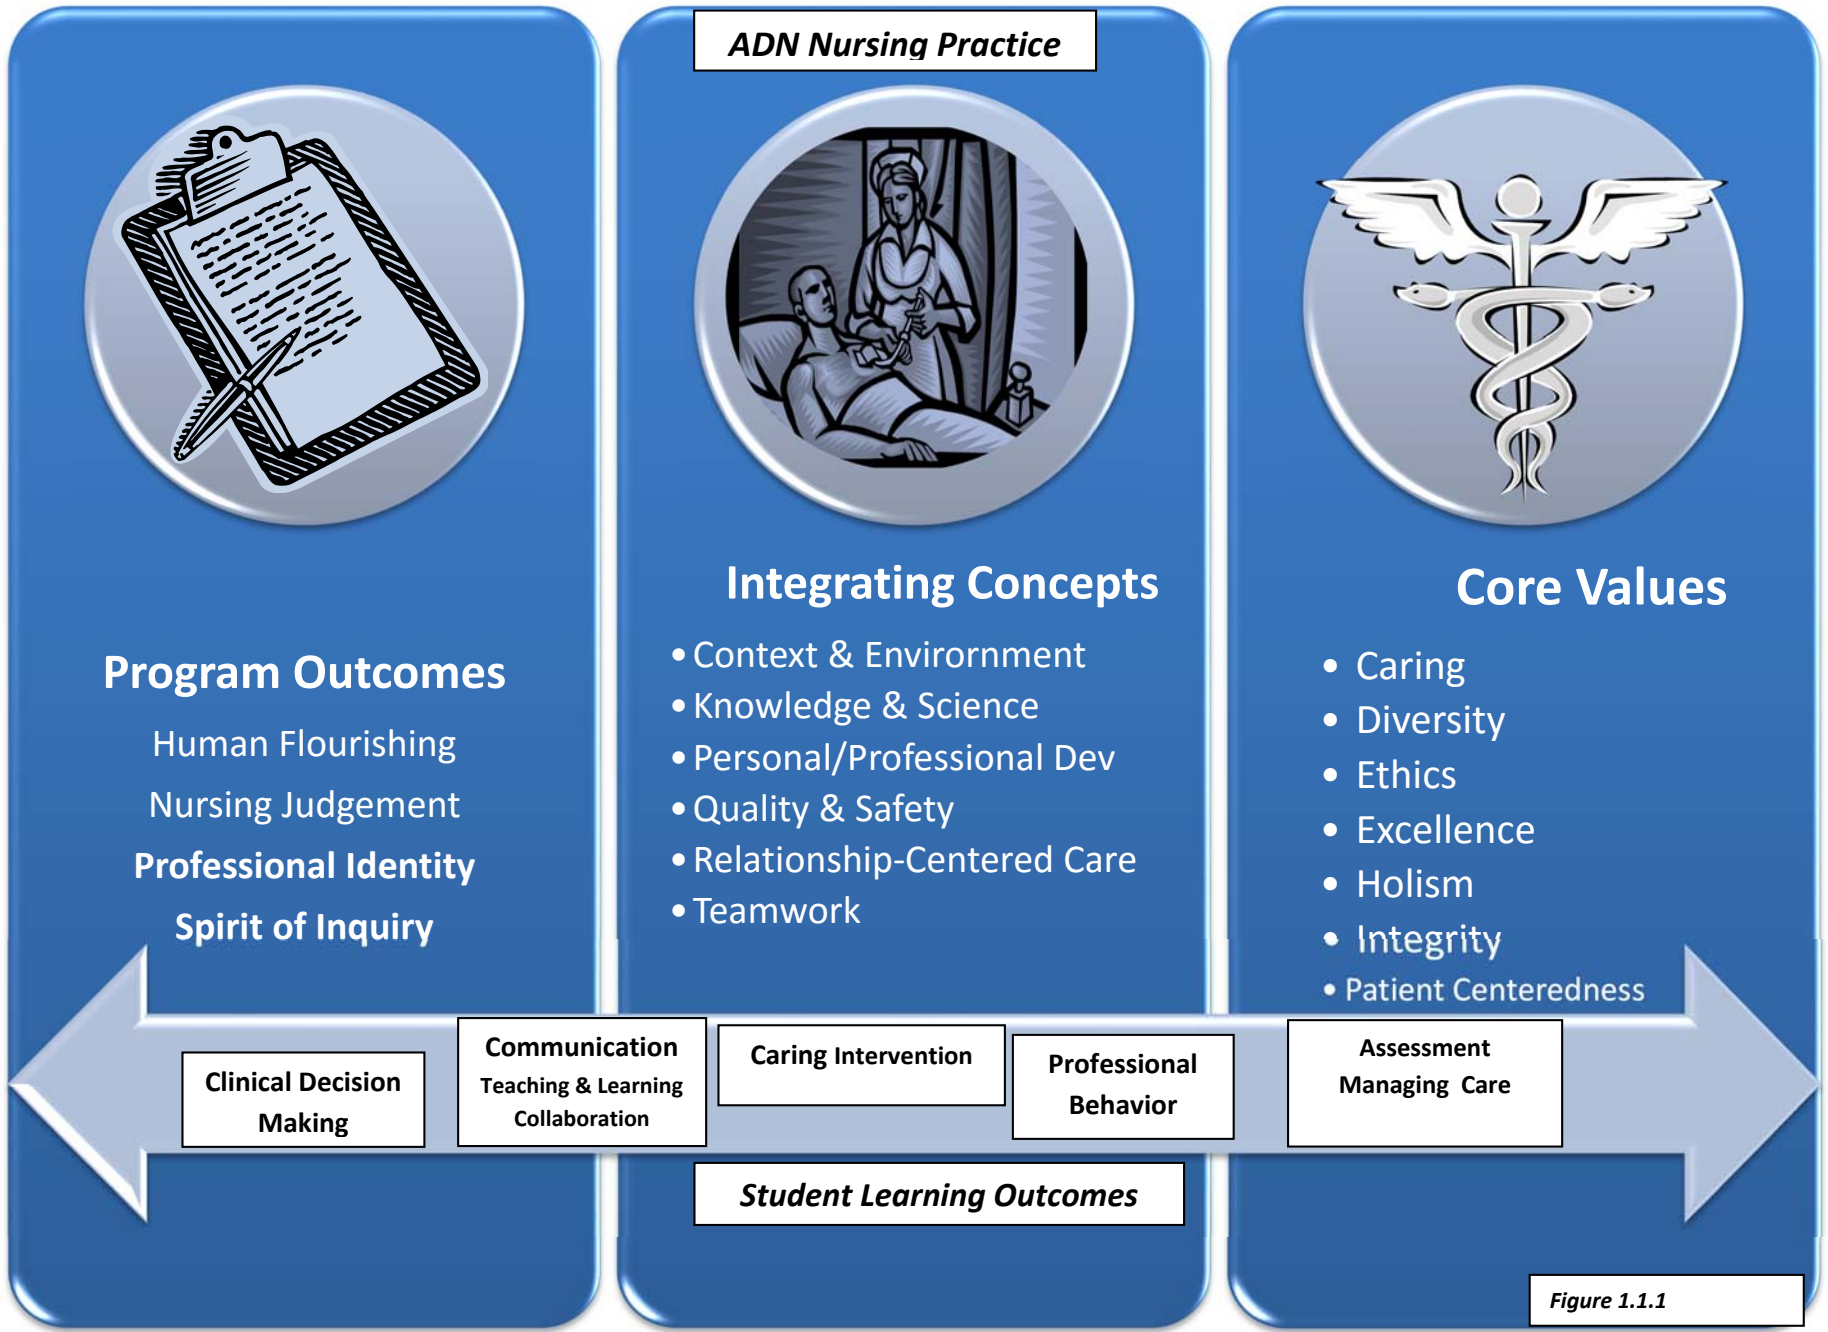 ADN Nursing Practice
Program Outcomes
Human Flourishing
Nursing Judgement
Professional Identity
Spirit of Inquiry
Integrating Concepts
• Context & Envirornment
• Knowledge & Science
• Personal/Professional Dev
• Quality & Safety
• Relationship-Centered Care
• Teamwork
Core Values
• Caring
• Diversity
• Ethics
• Excellence
• Holism
• Integrity
• Patient Centeredness
Clinical Decision
Making
Communication
Teaching & Learning
Collaboration
Caring Intervention
Professional
Behavior
Assessment
Managing Care
Student Learning Outcomes
Figure 1.1.1